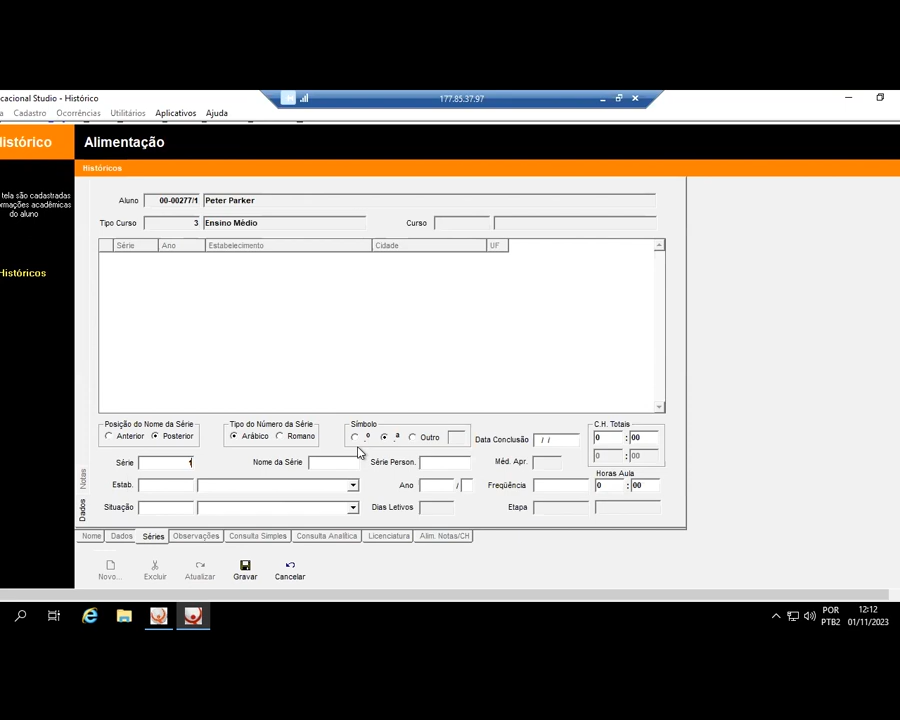 cacional Studio - Histórico
177.85.37.97
a Cadastro Ocorrências Utilitários Aplicativos Ajuda
istórico
Alimentação
Históricos
tela são cadastradas
ormações acadêmicas
do aluno
Históricos
Aluno 00-00277/1 Peter Parker
Tipo Curso 3 Ensino Médio Curso
Série Ano Estabelecimento Cidade UF
Posição do Nome da Série
Anterior Posterior
Tipo do Número da Série
Arábico Romano
Símbolo
º ª Outro
Data Conclusão / /
C.H. Totais
0 : 00
0 : 00
Série 1 Nome da Série Série Person. Méd. Apr.
Horas Aula
Estab. Ano / Freqüência 0 : 00
Situação Dias Letivos Etapa
Notas
Dados
Nome Dados Séries Observações Consulta Simples Consulta Analítica Licenciatura Alim. Notas/CH
Novo... Excluir Atualizar Gravar Cancelar
POR
PTB2
12:12
01/11/2023